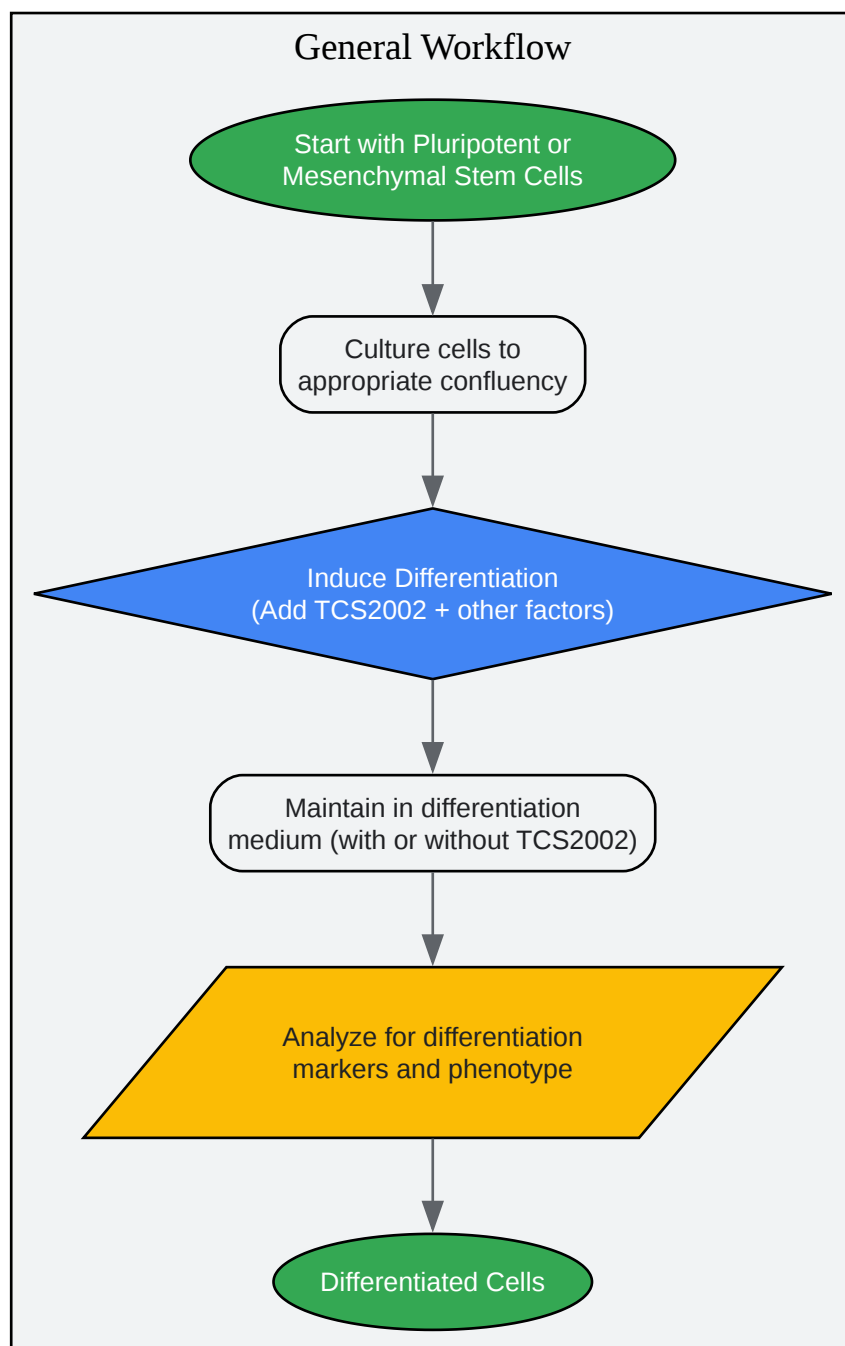 General Workflow
Start with Pluripotent or
Mesenchymal Stem Cells
Culture cells to
appropriate confluency
Induce Differentiation
(Add TCS2002 + other factors)
Maintain in differentiation
medium (with or without TCS2002)
Analyze for differentiation
markers and phenotype
Differentiated Cells